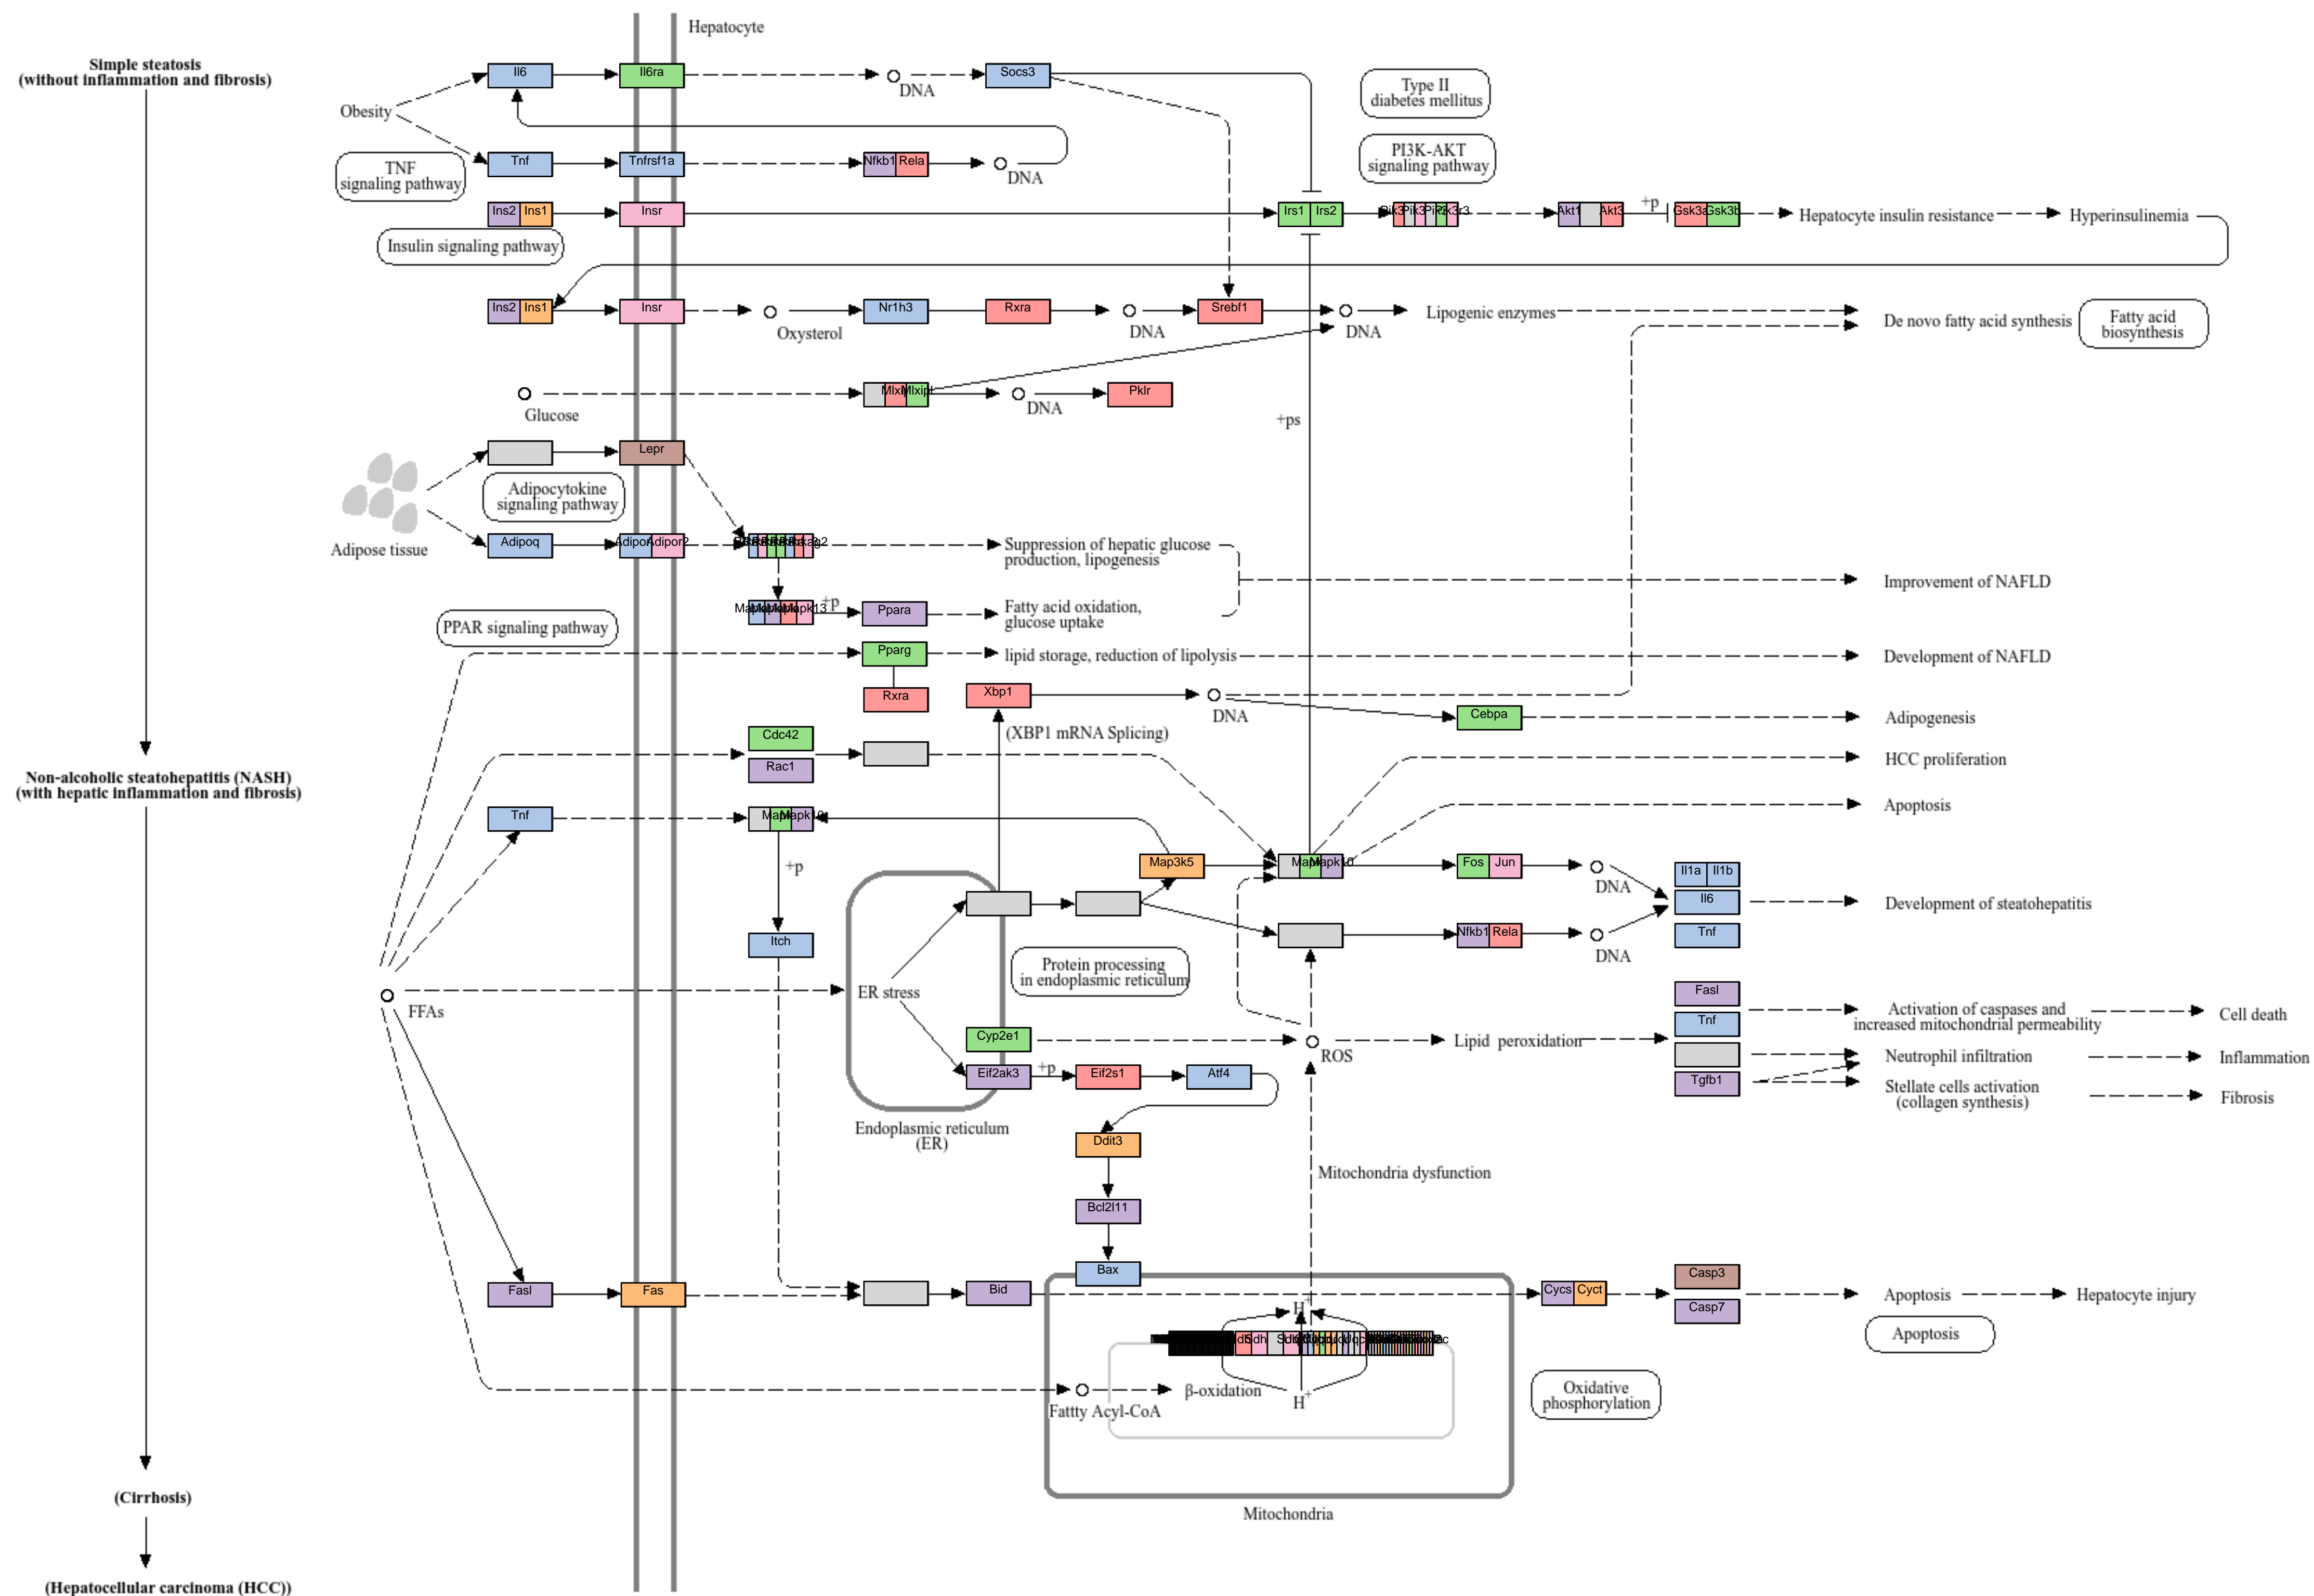 Hepatocyte
Simple steatosis
(without inflammation and fibrosis)
Il6
Il6ra
DNA
Socs3
Type II
diabetes mellitus
Obesity
TNF
signaling pathway
Tnf
Tnfrsf1a
Nfkb1
Rela
DNA
PI3K-AKT
signaling pathway
Ins2
Ins1
Insr
Irs1
Irs2
Akt1
Akt3
+p
Gsk3a
Gsk3b
Hepatocyte insulin resistance
Hyperinsulinemia
Insulin signaling pathway
Ins2
Ins1
Insr
Oxysterol
Nr1h3
Rxra
DNA
Srebf1
DNA
Lipogenic enzymes
De novo fatty acid synthesis
Fatty acid
biosynthesis
Glucose
Mlxipl
DNA
Pklr
+ps
Lepr
Adipocytokine
signaling pathway
Adipose tissue
Adipoq
Adipor2
Suppression of hepatic glucose
production, lipogenesis
Improvement of NAFLD
Mapk13
+p
Ppara
Fatty acid oxidation,
glucose uptake
PPAR signaling pathway
Pparg
lipid storage, reduction of lipolysis
Development of NAFLD
Rxra
Xbp1
DNA
(XBP1 mRNA Splicing)
Cebpa
Adipogenesis
Cdc42
Rac1
HCC proliferation
Non-alcoholic steatohepatitis (NASH)
(with hepatic inflammation and fibrosis)
Tnf
Mapk10
Apoptosis
+p
Map3k5
Mapk10
Fos
Jun
DNA
Il1a
Il1b
Il6
Tnf
Development of steatohepatitis
Itch
Nfkb1
Rela
DNA
Protein processing
in endoplasmic reticulum
ER stress
FFAs
Fasl
Tnf
Activation of caspases and
increased mitochondrial permeability
Cell death
Cyp2e1
ROS
Lipid peroxidation
Neutrophil infiltration
Inflammation
Eif2ak3
+p
Eif2s1
Atf4
Tgfb1
Stellate cells activation
(collagen synthesis)
Fibrosis
Endoplasmic reticulum
(ER)
Ddit3
Mitochondria dysfunction
Bcl2l11
Bax
Fasl
Fas
Bid
Cycs
Cyct
Casp3
Casp7
Apoptosis
Hepatocyte injury
Apoptosis
H+
β-oxidation
H+
Fattty Acyl-CoA
Oxidative
phosphorylation
(Cirrhosis)
Mitochondria
(Hepatocellular carcinoma (HCC))